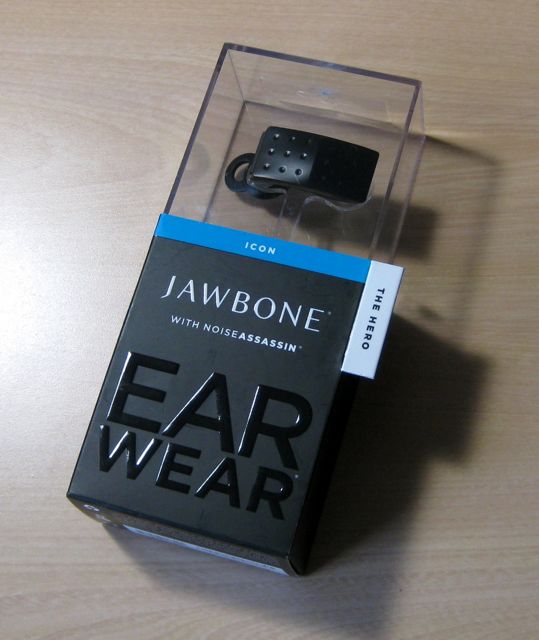 ICON
JAWBONE®
WITH NOISEASSASSIN®
THE HERO
EAR
WEAR®